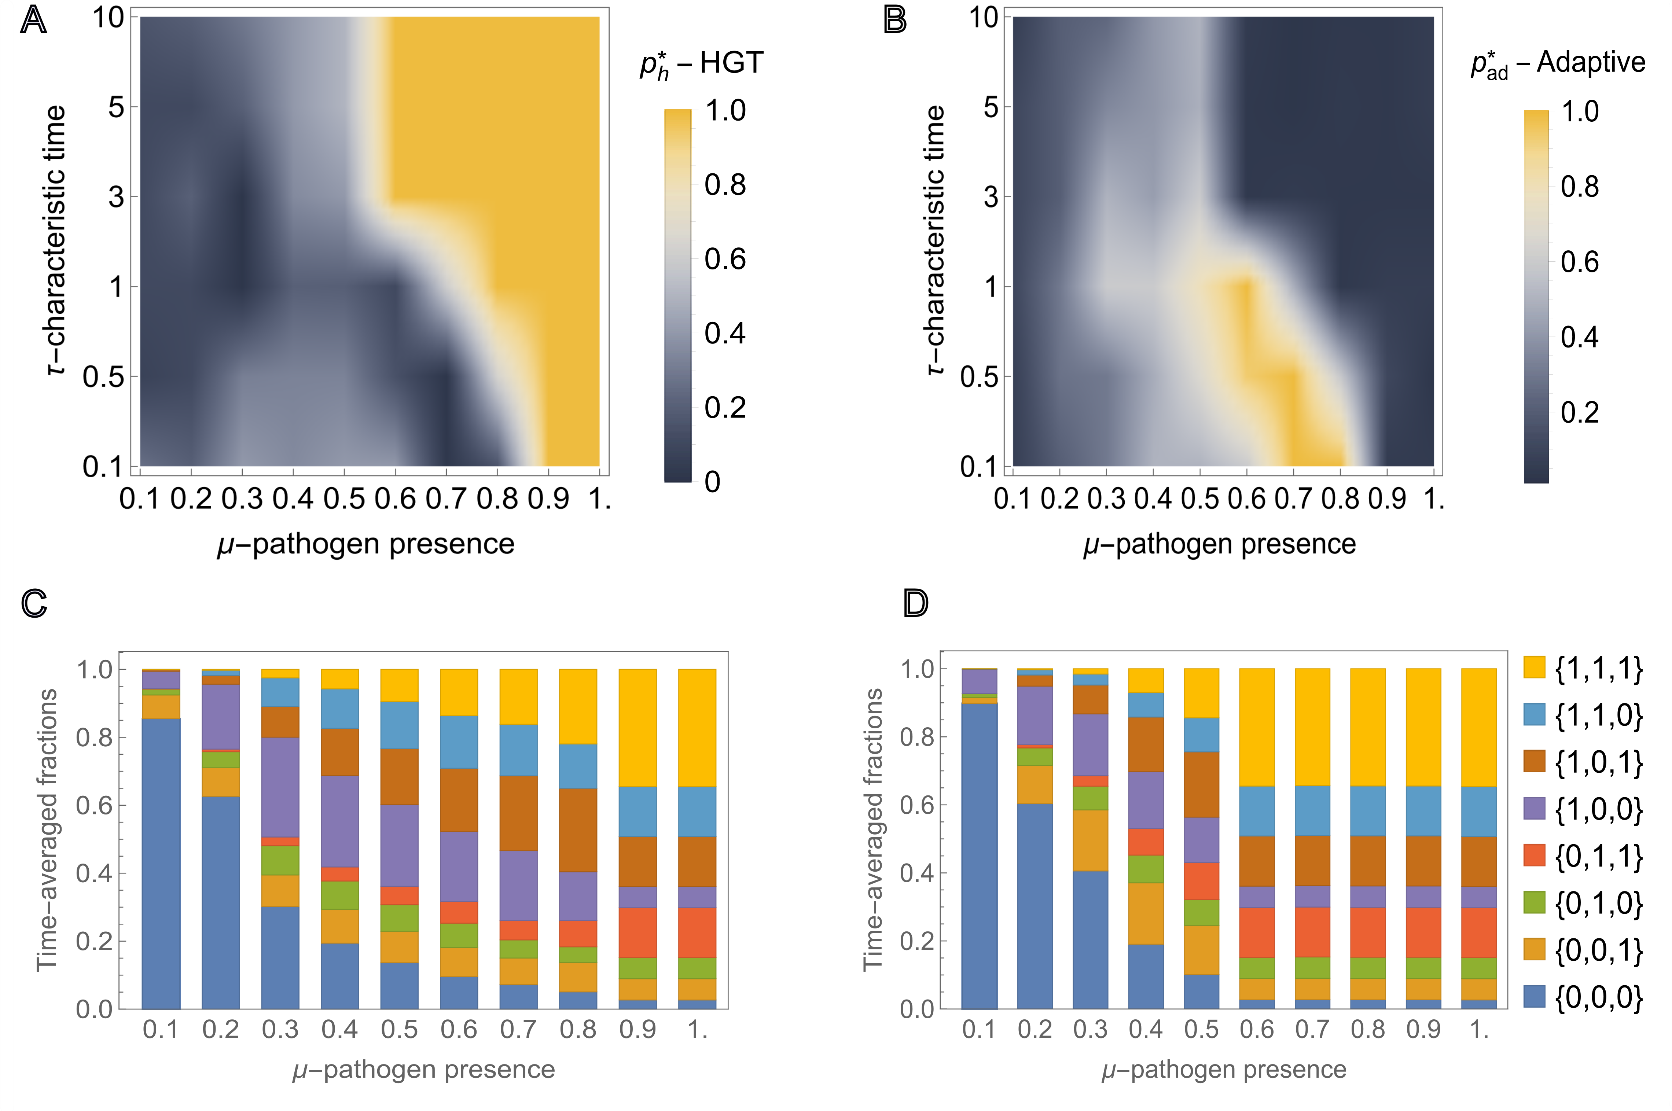 A
10
5
3
1
0.5
0.1
τ–characteristic time
0.1 0.2 0.3 0.4 0.5 0.6 0.7 0.8 0.9 1.
μ–pathogen presence
p*h – HGT
1.0
0.8
0.6
0.4
0.2
0
B
10
5
3
1
0.5
0.1
τ–characteristic time
0.1 0.2 0.3 0.4 0.5 0.6 0.7 0.8 0.9 1.
μ–pathogen presence
p*ad – Adaptive
1.0
0.8
0.6
0.4
0.2
C
1.0
0.8
0.6
0.4
0.2
0.0
Time–averaged fractions
0.1 0.2 0.3 0.4 0.5 0.6 0.7 0.8 0.9 1.
μ–pathogen presence
D
1.0
0.8
0.6
0.4
0.2
0.0
Time–averaged fractions
0.1 0.2 0.3 0.4 0.5 0.6 0.7 0.8 0.9 1.
μ–pathogen presence
{1,1,1}
{1,1,0}
{1,0,1}
{1,0,0}
{0,1,1}
{0,1,0}
{0,0,1}
{0,0,0}